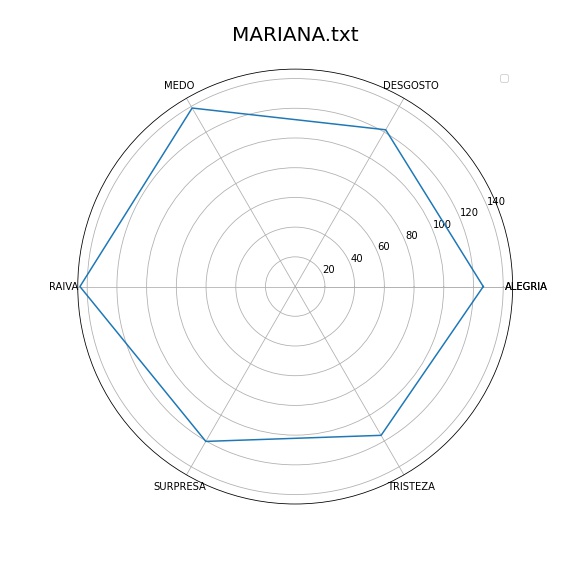 MARIANA.txt
MEDO
DESGOSTO
140
120
100
80
60
40
20
RAIVA
ALEGRIA
SURPRESA
TRISTEZA